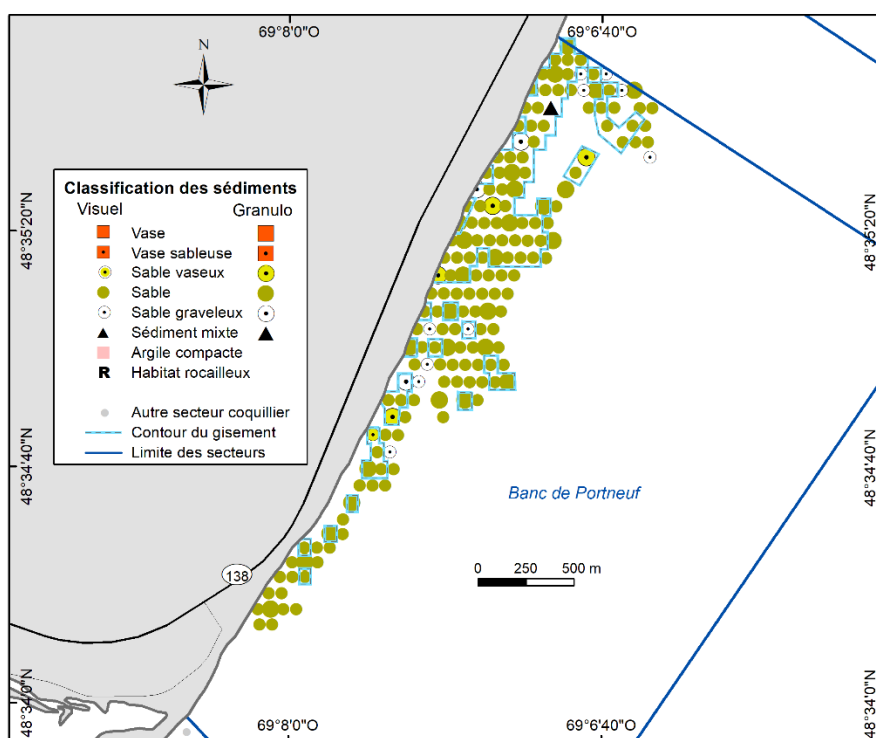 69°8'0"O
69°6'40"O
N
48°35'20"N
48°35'20"N
Classification des sédiments
Visuel
Granulo
Vase
Vase sableuse
Sable vaseux
Sable
Sable graveleux
Sédiment mixte
Argile compacte
R
Habitat rocailleux
Autre secteur coquillier
Contour du gisement
Limite des secteurs
48°34'40"N
48°34'40"N
Banc de Portneuf
0
250
500 m
138
48°34'0"N
48°34'0"N
69°8'0"O
69°6'40"O